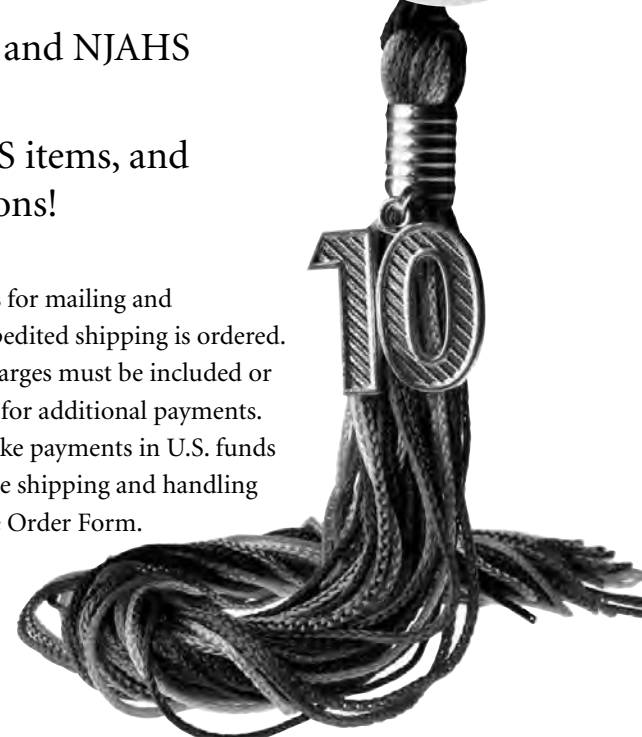 and NJAHS
S items, and
ons!
for mailing and
pedited shipping is ordered.
arges must be included or
for additional payments.
ke payments in U.S. funds
e shipping and handling
Order Form.
10